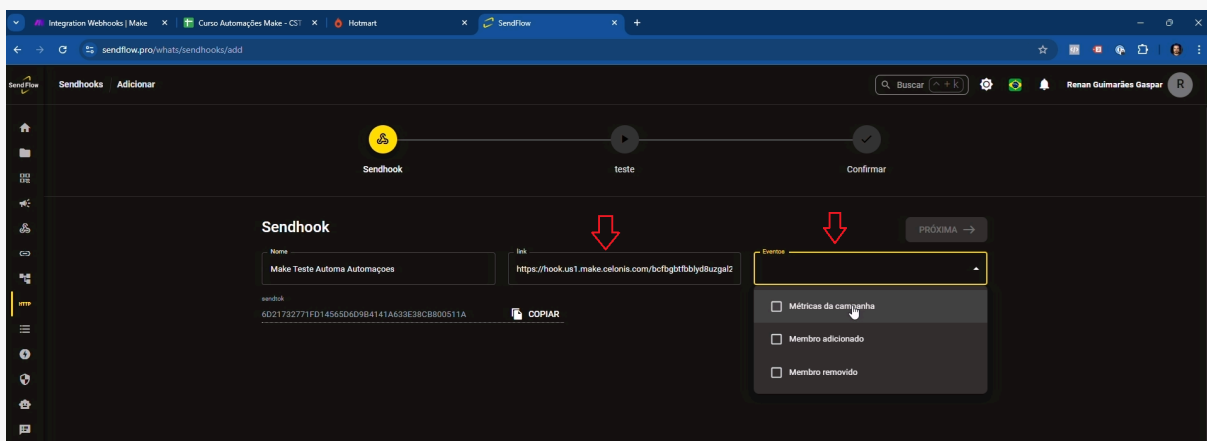 Integration Webhooks | Make
Curso Automações Make - CST
Hotmart
SendFlow
sendflow.pro/whats/sendhooks/add
SendFlow
Sendhooks
Adicionar
Buscar
^ + k
Renan Guimarães Gaspar
R
Sendhook
teste
Confirmar
Sendhook
PRÓXIMA →
Nome
link
Eventos
Make Teste Automa Automaçoes
https://hook.us1.make.celonis.com/bcfbgbtfbblyd8uzgal2
sendtok
6D21732771FD14565D6D9B4141A633E38CB800511A
COPIAR
Métricas da campanha
Membro adicionado
Membro removido
HTTP